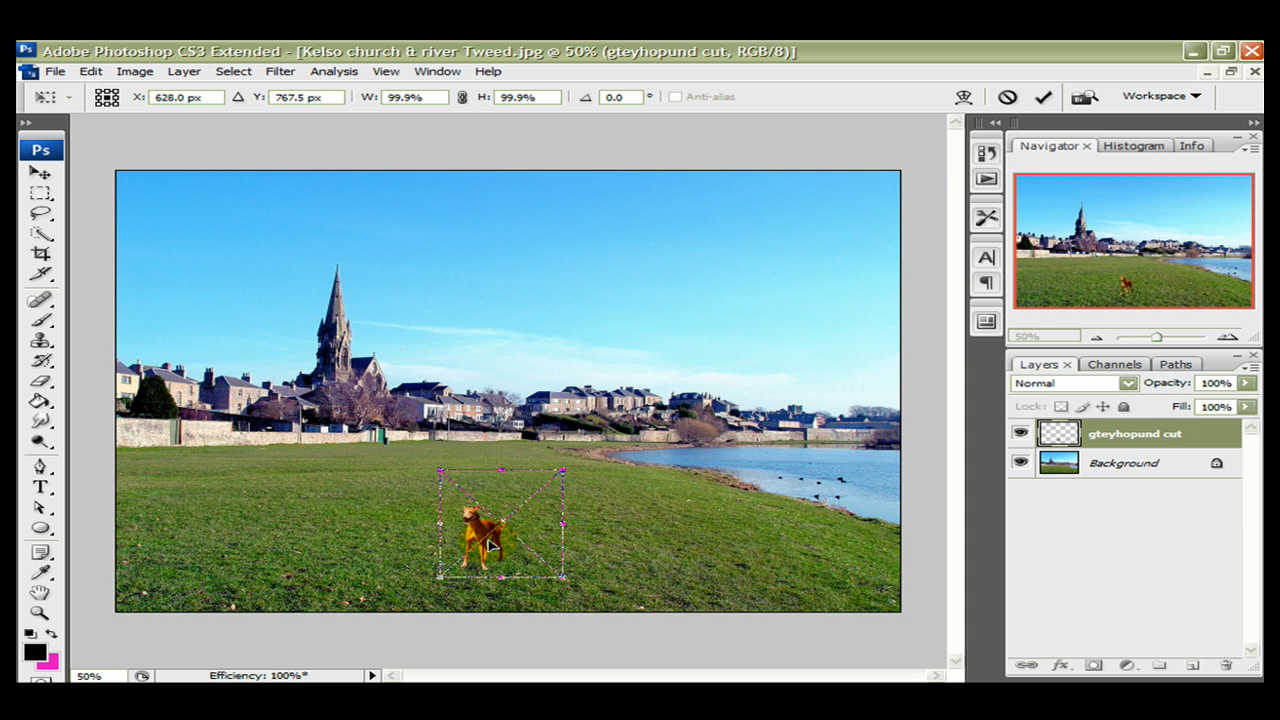 Ps Adobe Photoshop CS3 Extended - [Kelso church & river Tweed.jpg @ 50% (gteyhopund cut, RGB/8)]
File Edit Image Layer Select Filter Analysis View Window Help
X: 628.0 px Y: 767.5 px W: 99.9% H: 99.9% 0.0 ° Anti-alias Workspace
Ps
Navigator Histogram Info
50%
Layers Channels Paths
Normal Opacity: 100%
Lock: Fill: 100%
gteyhopund cut
Background
T
A
50% Efficiency: 100%*